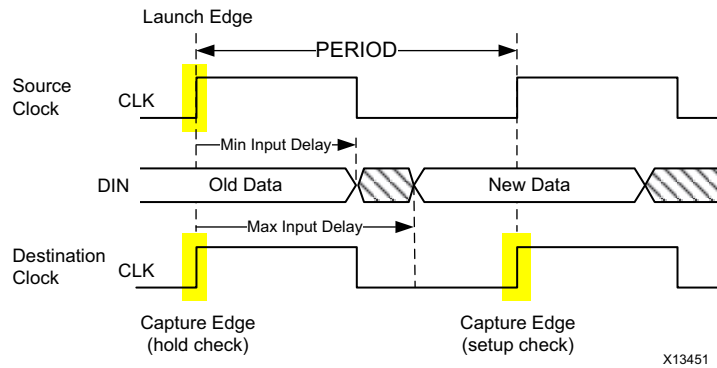 Launch Edge
PERIOD
Source
Clock
CLK
Min Input Delay
DIN
Old Data
New Data
Max Input Delay
Destination
Clock
CLK
Capture Edge
(hold check)
Capture Edge
(setup check)
X13451